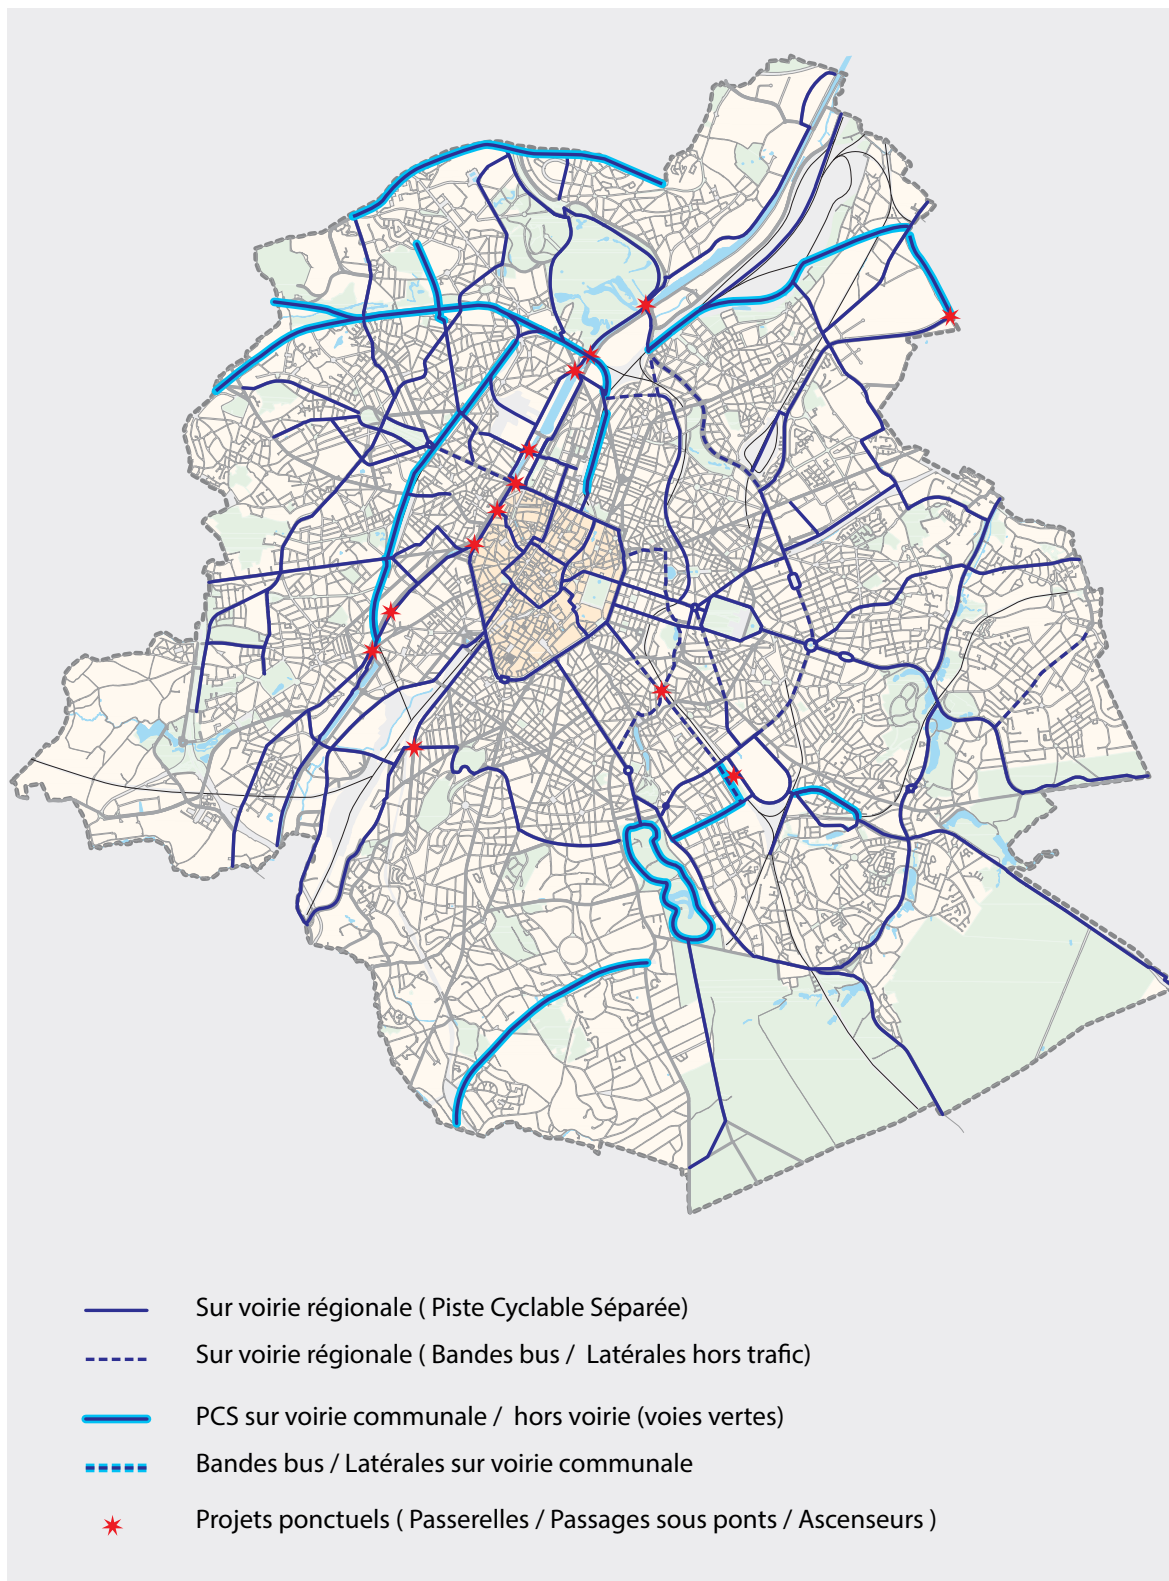 Sur voirie régionale ( Piste Cyclable Séparée)
Sur voirie régionale ( Bandes bus / Latérales hors trafic)
PCS sur voirie communale / hors voirie (voies vertes)
Bandes bus / Latérales sur voirie communale
Projets ponctuels ( Passerelles / Passages sous ponts / Ascenseurs )